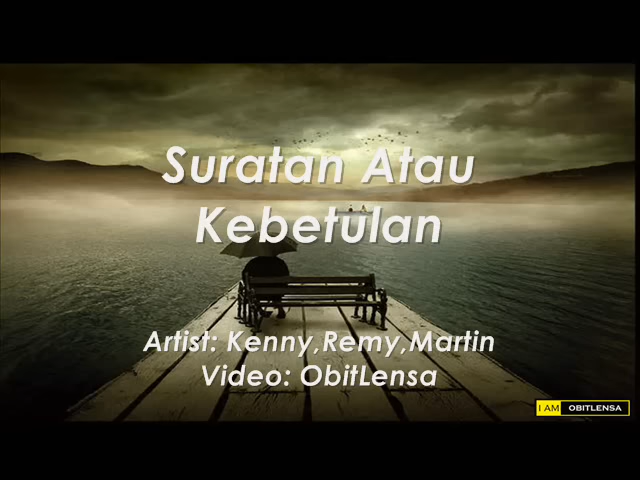 Suratan Atau
Kebetulan
Artist: Kenny,Remy,Martin
Video: ObitLensa
I AM OBITLENSA